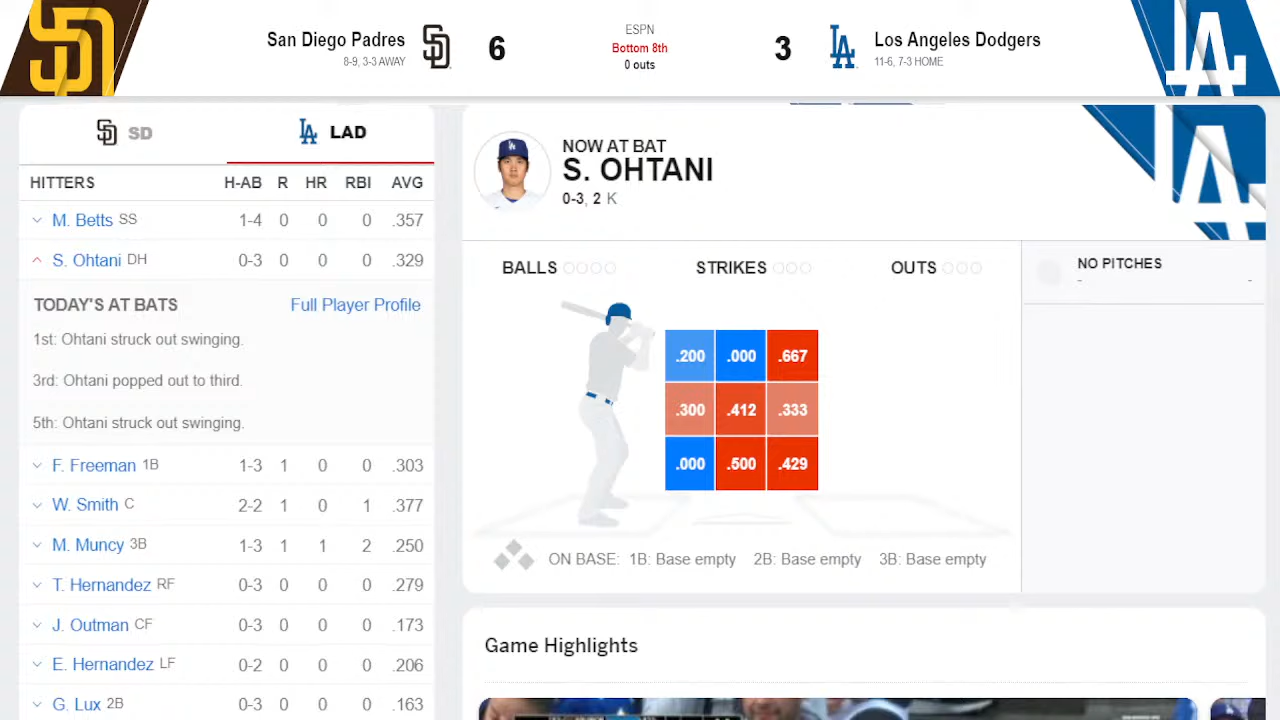 San Diego Padres
8-9, 3-3 AWAY
6
ESPN
Bottom 8th
0 outs
3
Los Angeles Dodgers
11-6, 7-3 HOME
SD
LAD
HITTERS H-AB R HR RBI AVG
M. Betts SS 1-4 0 0 0 .357
S. Ohtani DH 0-3 0 0 0 .329
TODAY'S AT BATS Full Player Profile
1st: Ohtani struck out swinging.
3rd: Ohtani popped out to third.
5th: Ohtani struck out swinging.
F. Freeman 1B 1-3 1 0 0 .303
W. Smith C 2-2 1 0 1 .377
M. Muncy 3B 1-3 1 1 2 .250
T. Hernandez RF 0-3 0 0 0 .279
J. Outman CF 0-3 0 0 0 .173
E. Hernandez LF 0-2 0 0 0 .206
G. Lux 2B 0-3 0 0 0 .163
NOW AT BAT
S. OHTANI
0-3, 2 K
BALLS STRIKES OUTS
.200 .000 .667
.300 .412 .333
.000 .500 .429
ON BASE: 1B: Base empty 2B: Base empty 3B: Base empty
NO PITCHES
- -
Game Highlights